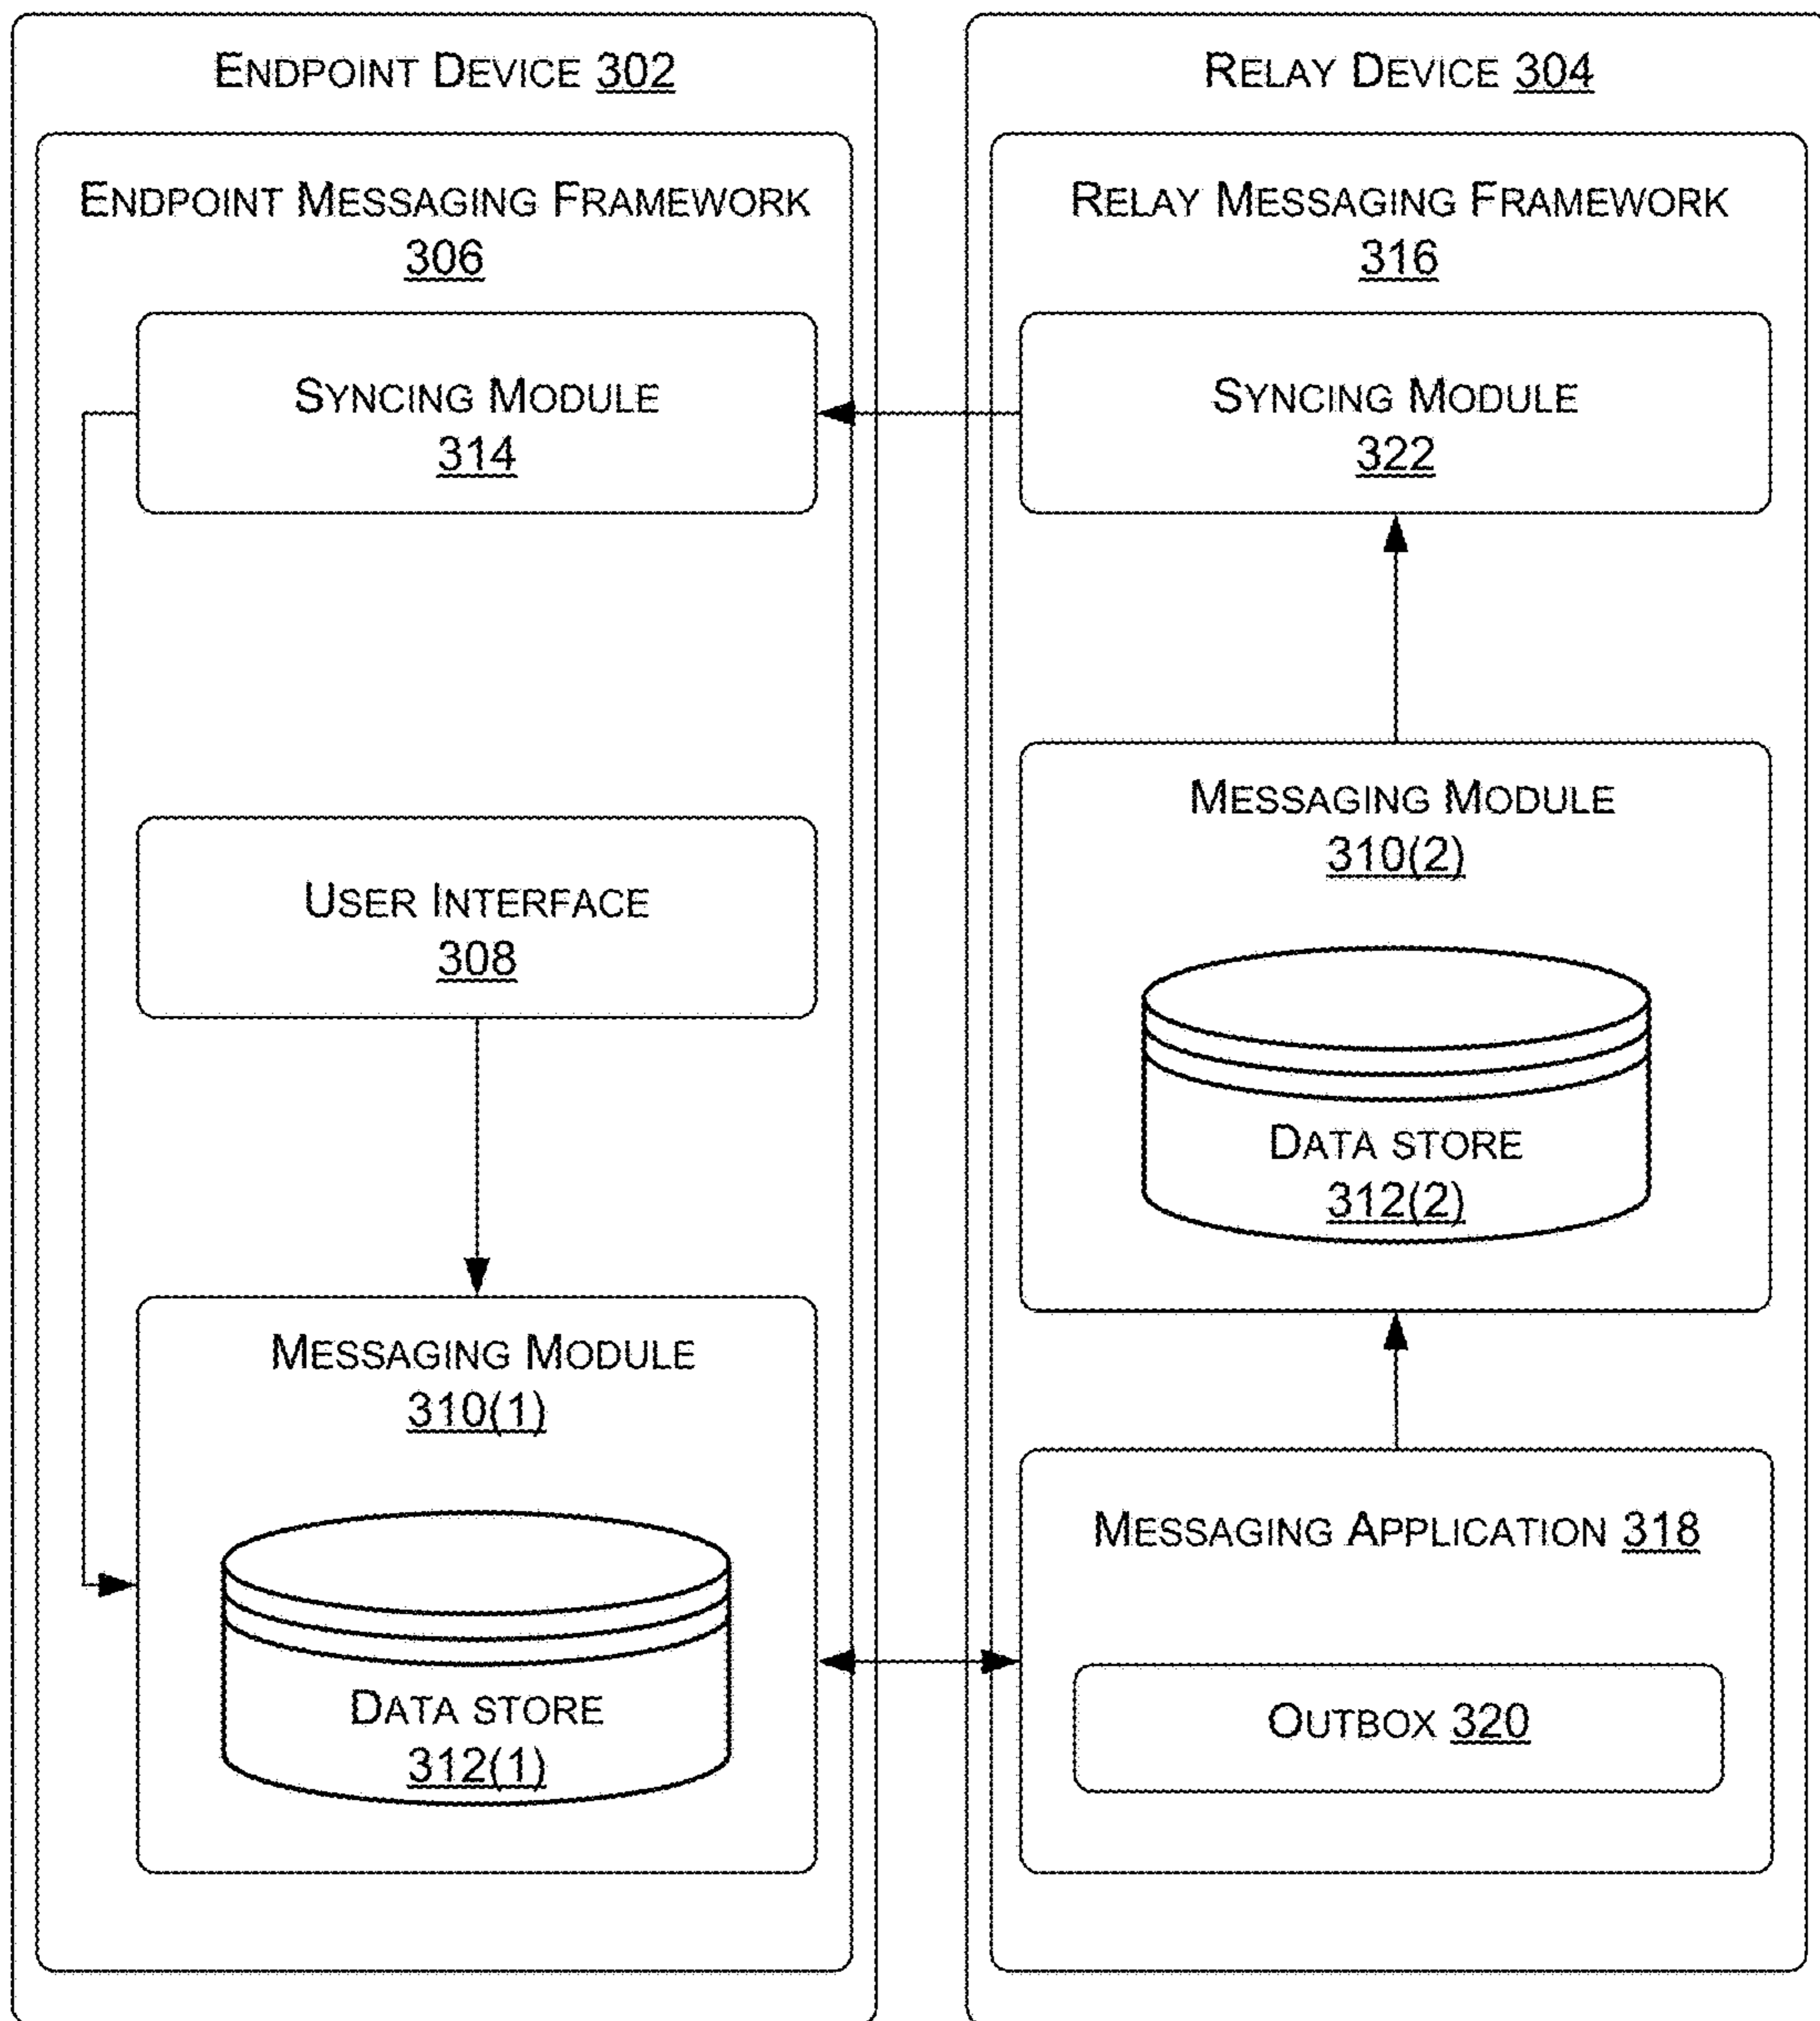 ENDPOINT DEVICE 302
ENDPOINT MESSAGING FRAMEWORK
306
SYNCING MODULE
314
USER INTERFACE
308
MESSAGING MODULE
310(1)
DATA STORE
312(1)
RELAY DEVICE 304
RELAY MESSAGING FRAMEWORK
316
SYNCING MODULE
322
MESSAGING MODULE
310(2)
DATA STORE
312(2)
MESSAGING APPLICATION 318
OUTBOX 320